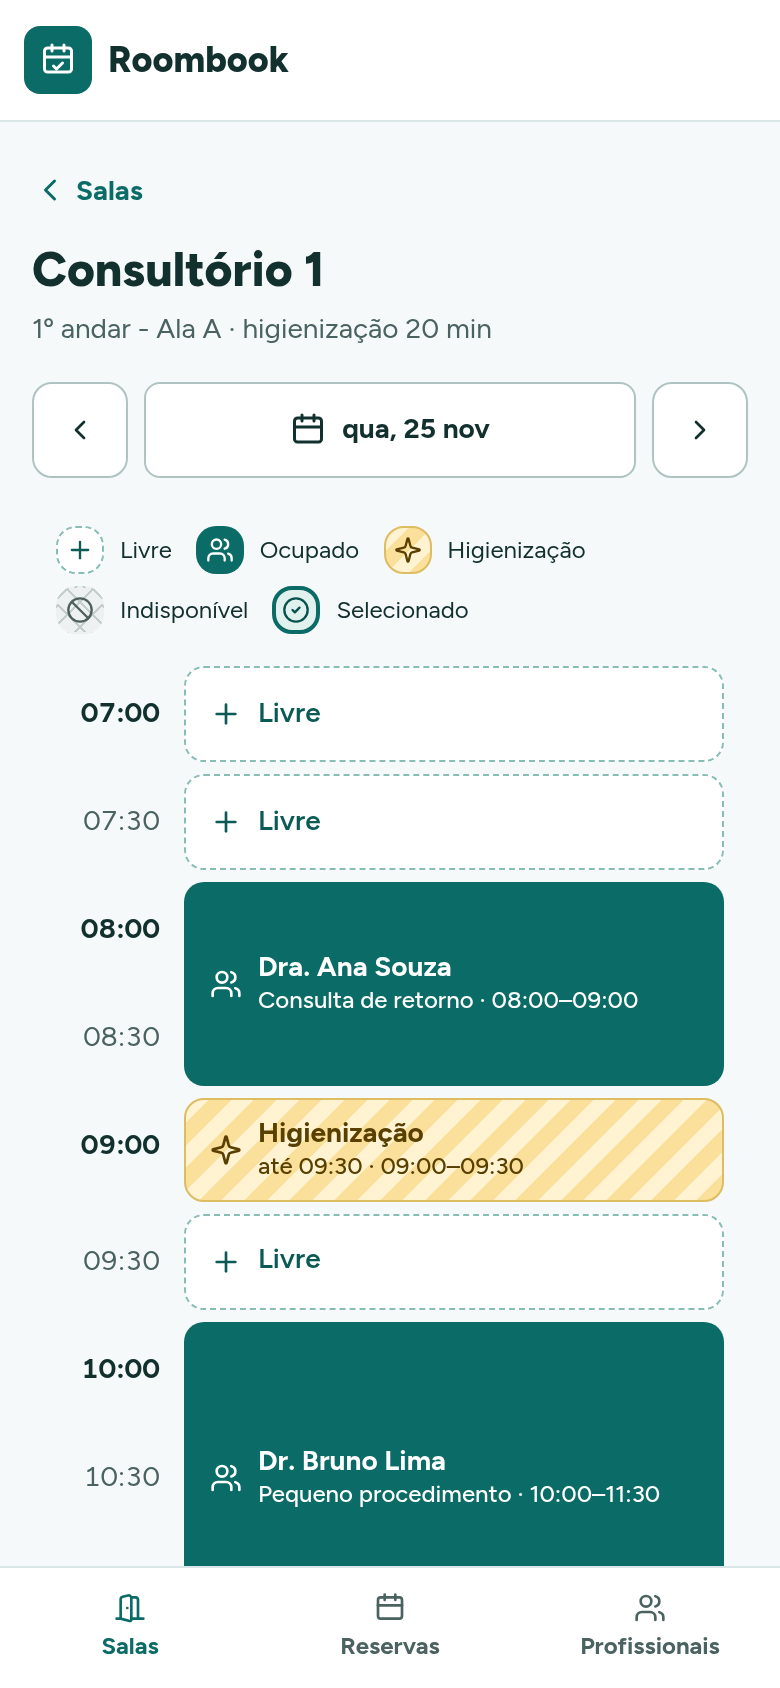 Roombook
Salas
Consultório 1
1º andar - Ala A · higienização 20 min
qua, 25 nov
Livre
Ocupado
Higienização
Indisponível
Selecionado
07:00
Livre
07:30
Livre
08:00
Dra. Ana Souza
Consulta de retorno · 08:00–09:00
08:30
09:00
Higienização
até 09:30 · 09:00–09:30
09:30
Livre
10:00
Dr. Bruno Lima
Pequeno procedimento · 10:00–11:30
10:30
Salas
Reservas
Profissionais